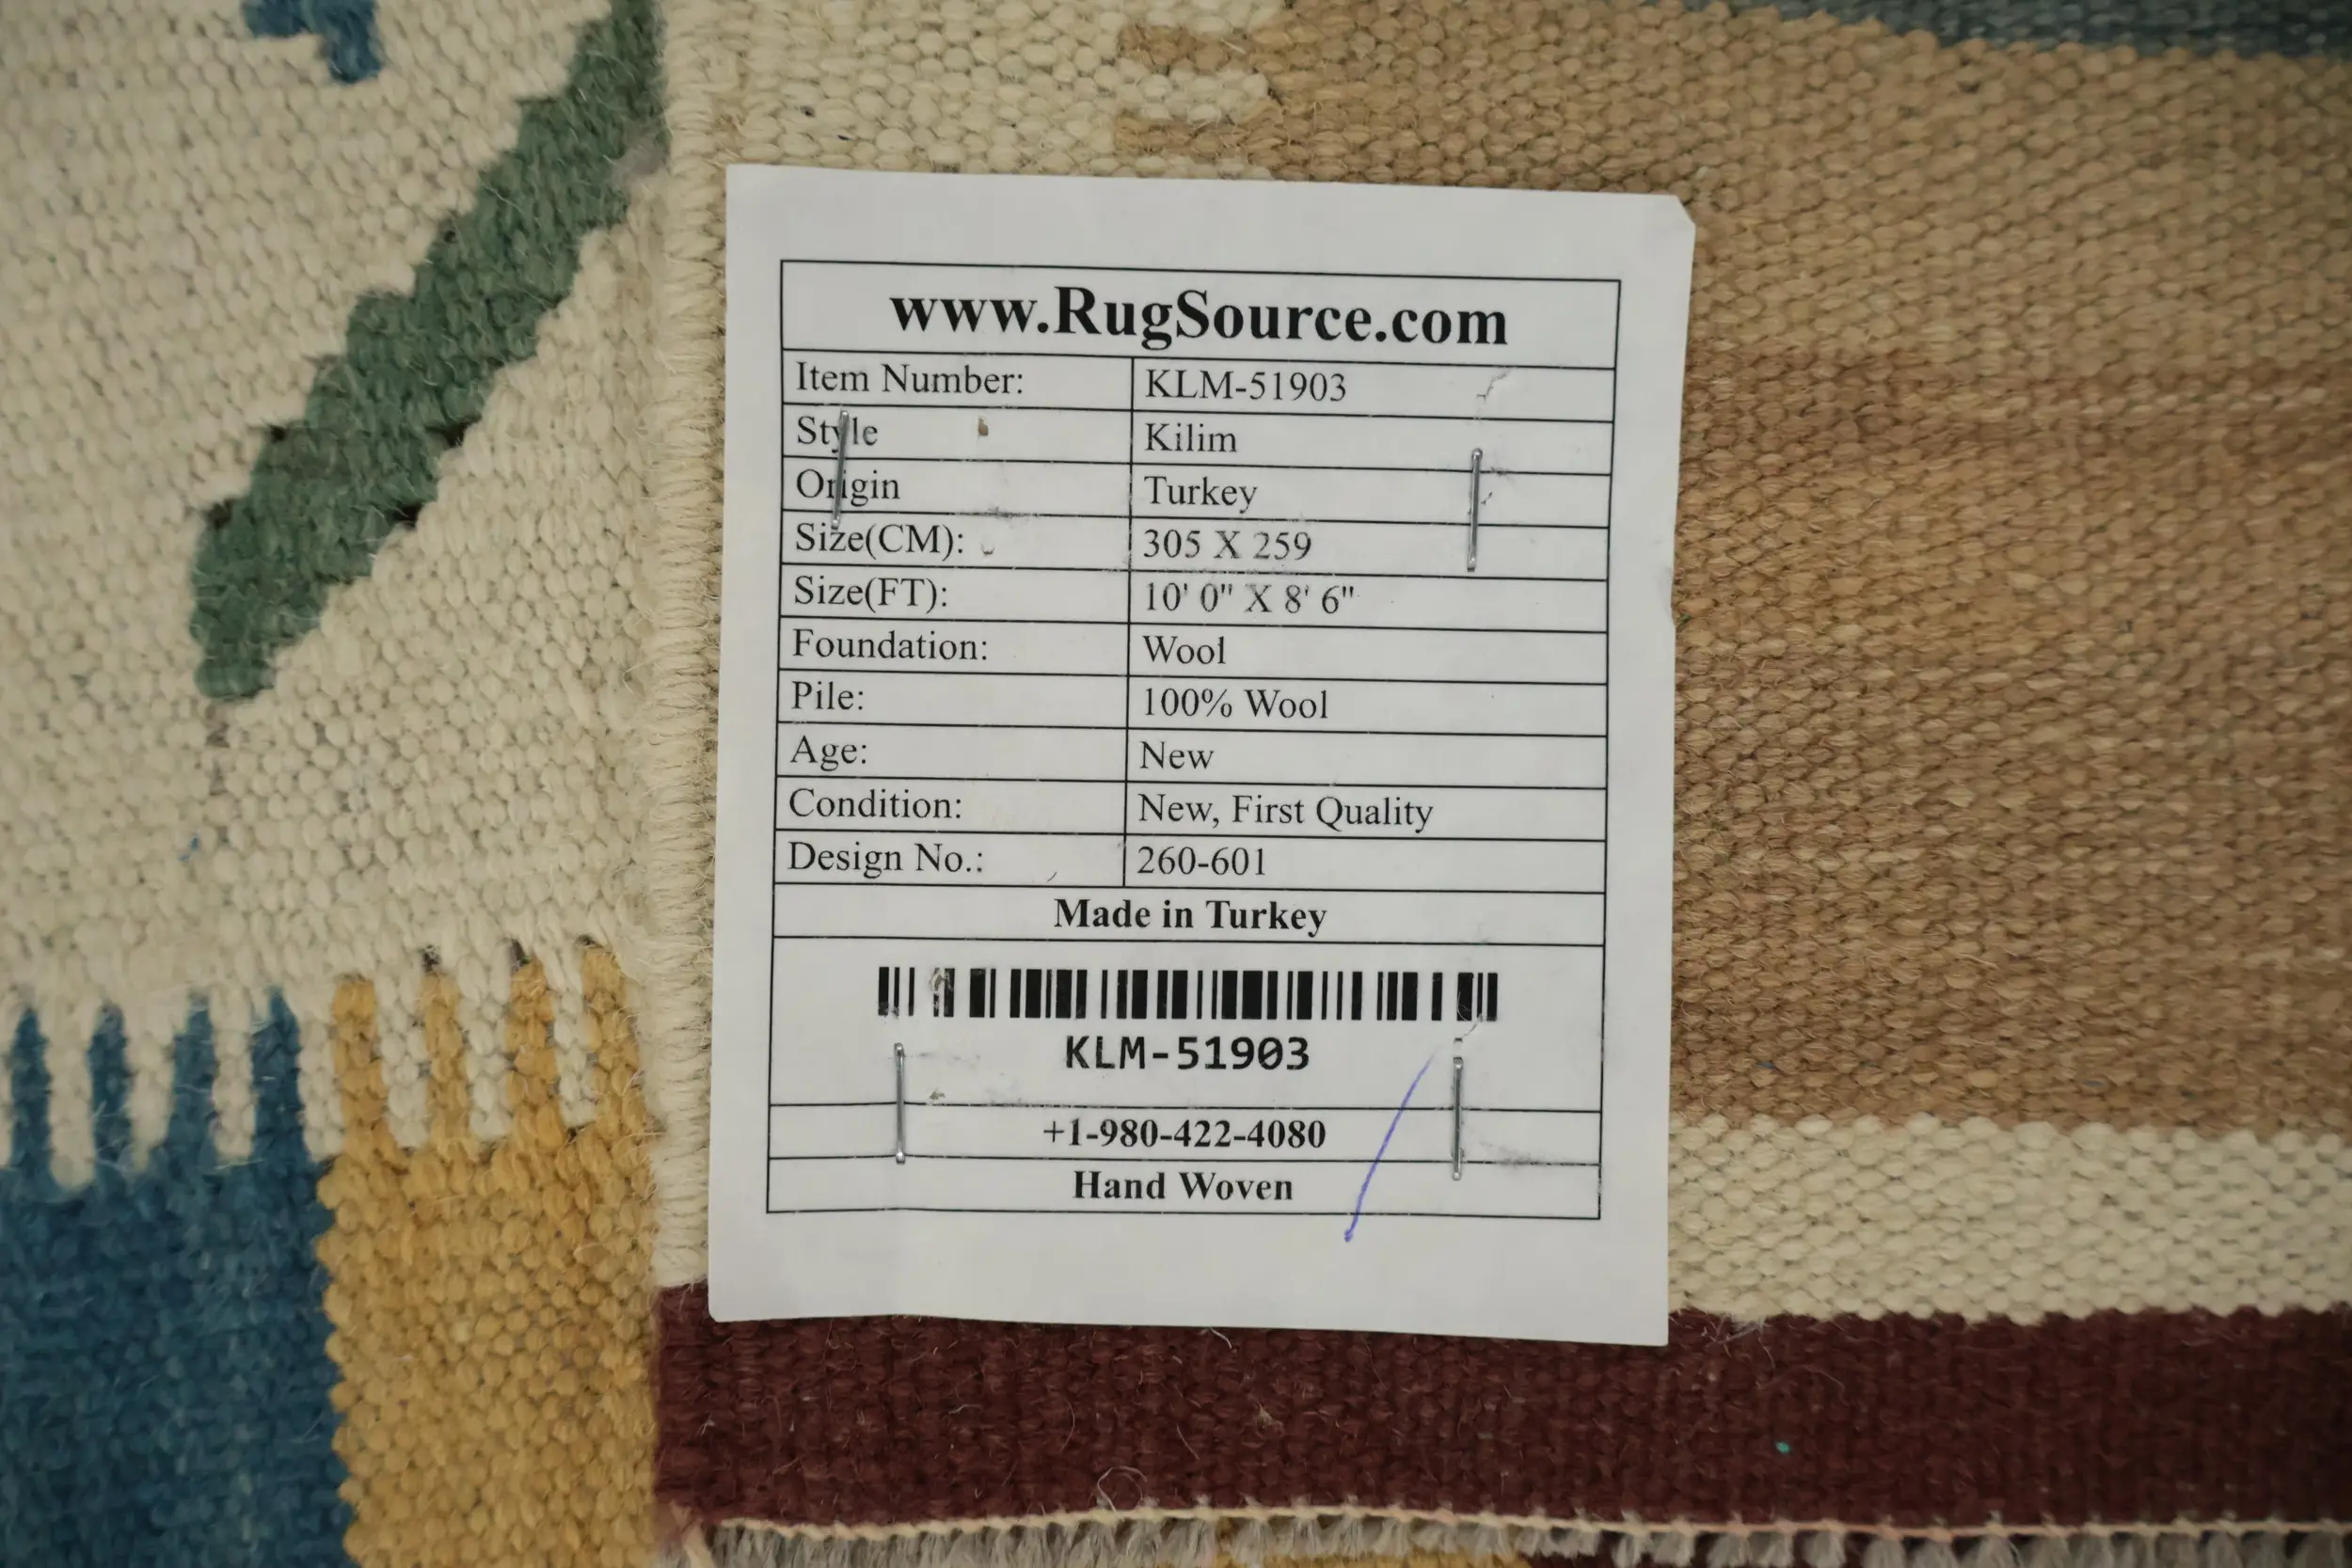 www.RugSource.com
Item Number: KLM-51903
Style Kilim
Origin Turkey
Size(CM): 305 X 259
Size(FT): 10' 0" X 8' 6"
Foundation: Wool
Pile: 100% Wool
Age: New
Condition: New, First Quality
Design No.: 260-601
Made in Turkey
KLM-51903
+1-980-422-4080
Hand Woven